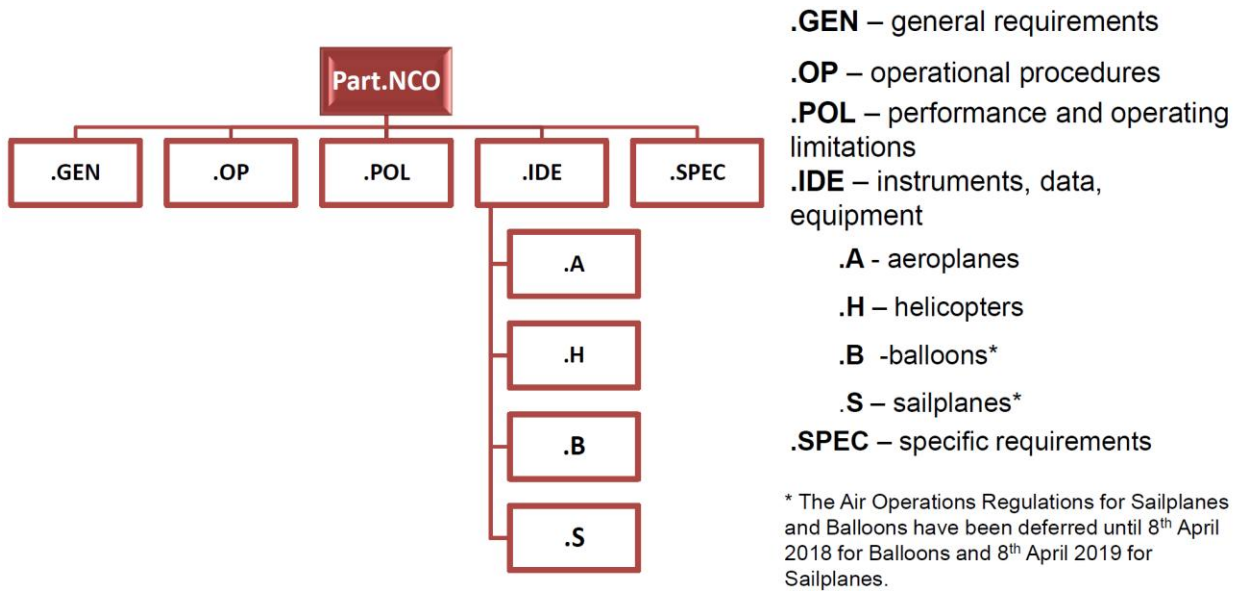 Part.NCO
.GEN
.OP
.POL
.IDE
.SPEC
.A
.H
.B
.S
.GEN – general requirements
.OP – operational procedures
.POL – performance and operating
limitations
.IDE – instruments, data,
equipment
.A - aeroplanes
.H – helicopters
.B -balloons*
.S – sailplanes*
.SPEC – specific requirements
* The Air Operations Regulations for Sailplanes
and Balloons have been deferred until 8th April
2018 for Balloons and 8th April 2019 for
Sailplanes.